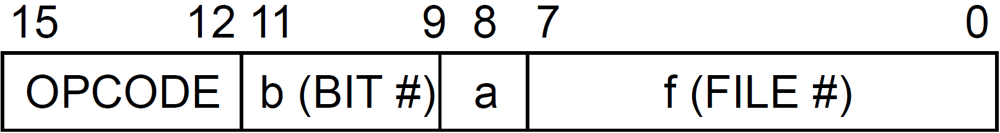 15 12 11 9 8 7 0
OPCODE b (BIT #) a f (FILE #)